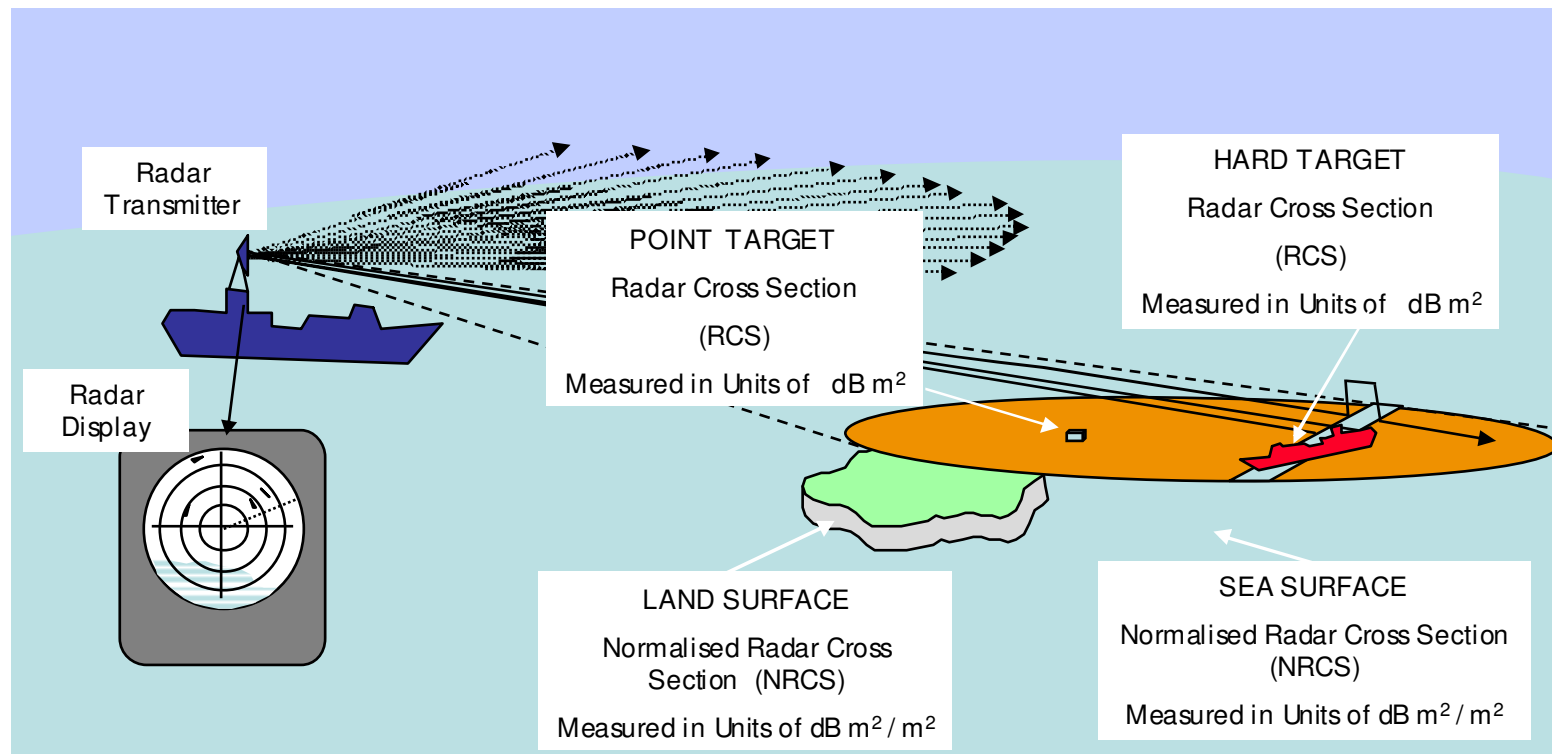 Radar
Transmitter
POINT TARGET
Radar Cross Section
(RCS)
Measured in Units of dB m²
HARD TARGET
Radar Cross Section
(RCS)
Measured in Units of dB m²
Radar
Display
LAND SURFACE
Normalised Radar Cross
Section (NRCS)
Measured in Units of dB m² / m²
SEA SURFACE
Normalised Radar Cross Section
(NRCS)
Measured in Units of dB m² / m²